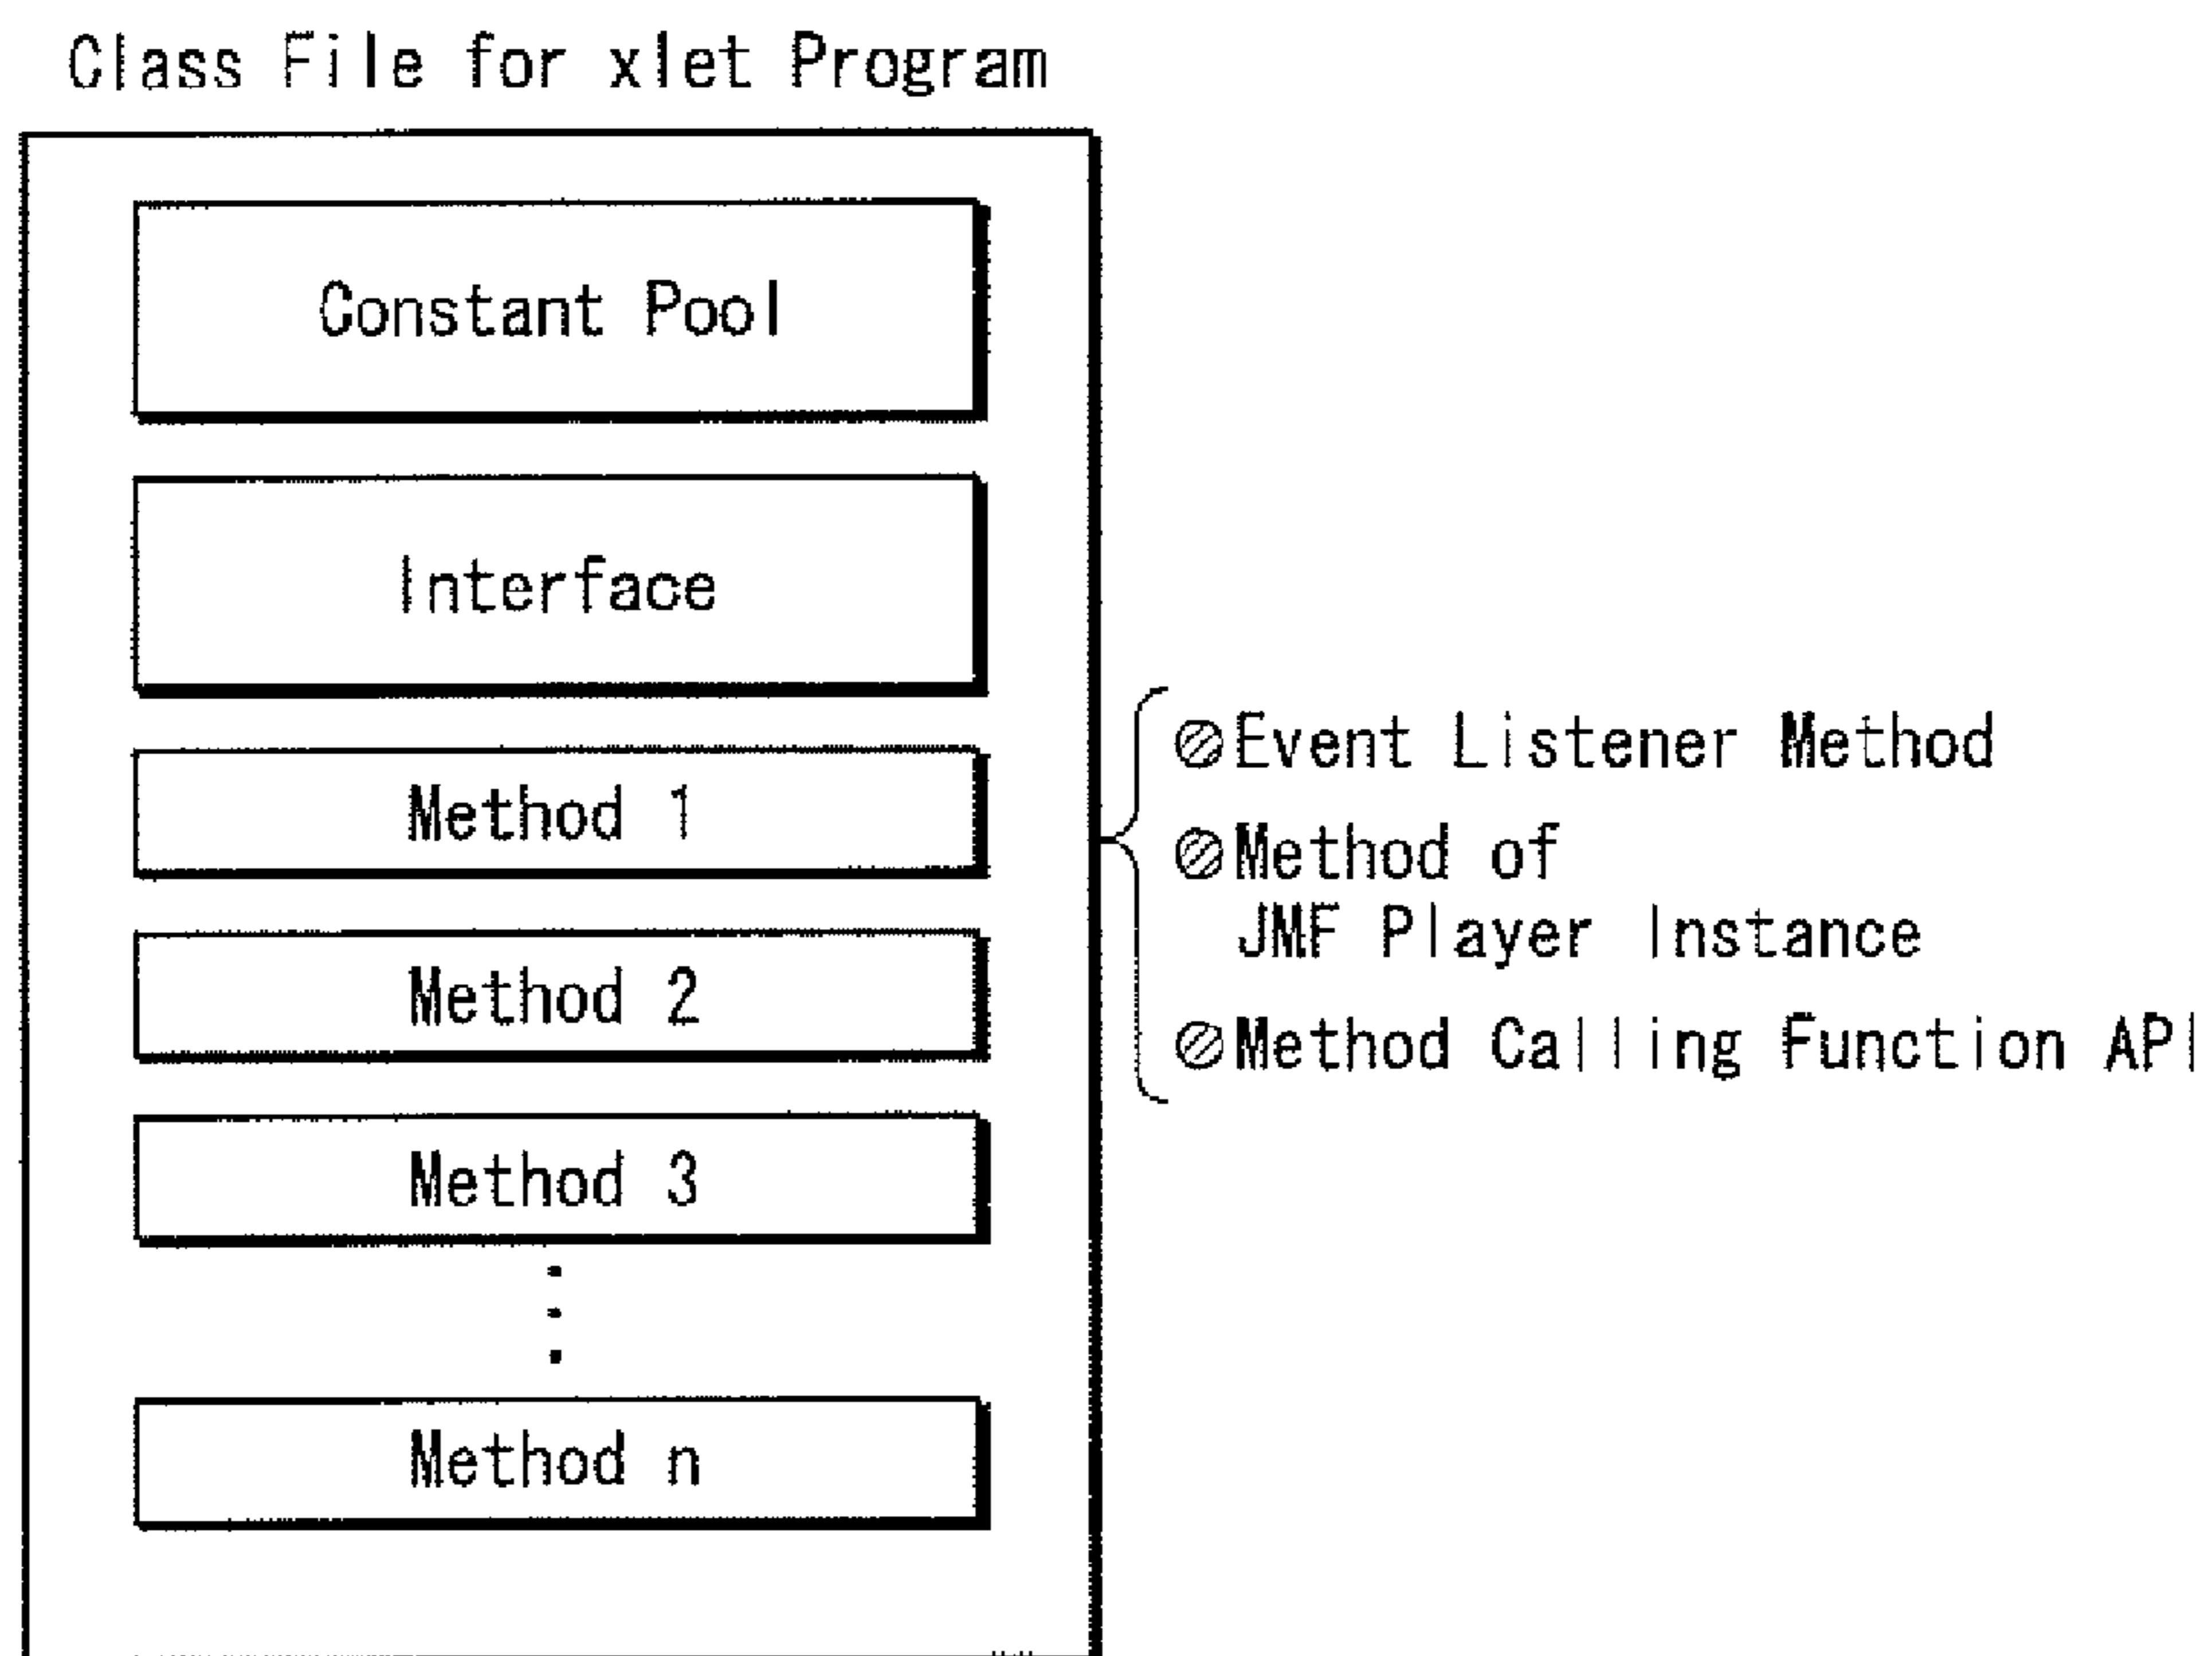 Class File for xlet Program
Constant Pool
Interface
Method 1
Method 2
Method 3
Method n
Event Listener Method
Method of
JMF Player Instance
Method Calling Function API